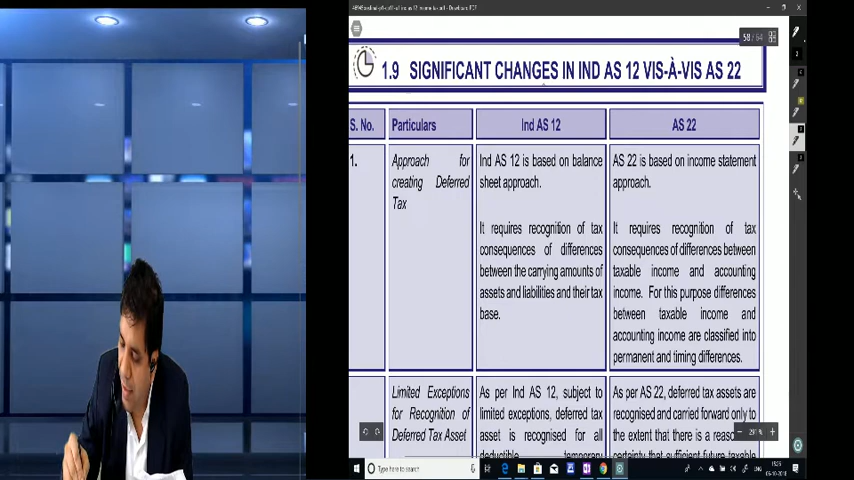 58 / 64
1.9 SIGNIFICANT CHANGES IN IND AS 12 VIS-À-VIS AS 22
S. No.
Particulars
Ind AS 12
AS 22
1.
Approach for
creating Deferred
Tax
Ind AS 12 is based on balance
sheet approach.
It requires recognition of tax
consequences of differences
between the carrying amounts of
assets and liabilities and their tax
base.
AS 22 is based on income statement
approach.
It requires recognition of tax
consequences of differences between
taxable income and accounting
income. For this purpose differences
between taxable income and
accounting income are classified into
permanent and timing differences.
Limited Exceptions
for Recognition of
Deferred Tax Asset
As per Ind AS 12, subject to
limited exceptions, deferred tax
asset is recognised for all
deductible temporary
As per AS 22, deferred tax assets are
recognised and carried forward only to
the extent that there is a
certainty that sufficient future taxable
Type here to search
ENG